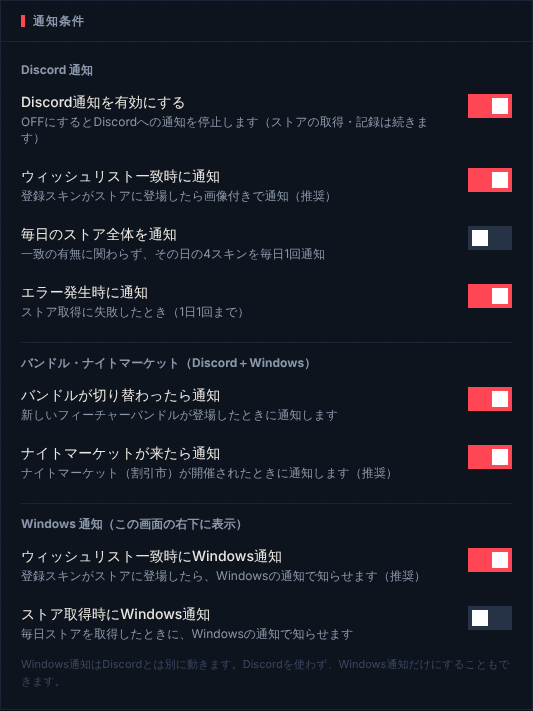 通知条件
Discord 通知
Discord通知を有効にする
OFFにするとDiscordへの通知を停止します（ストアの取得・記録は続きま
す）
ウィッシュリスト一致時に通知
登録スキンがストアに登場したら画像付きで通知（推奨）
毎日のストア全体を通知
一致の有無に関わらず、その日の4スキンを毎日1回通知
エラー発生時に通知
ストア取得に失敗したとき（1日1回まで）
バンドル・ナイトマーケット（Discord＋Windows）
バンドルが切り替わったら通知
新しいフィーチャーバンドルが登場したときに通知します
ナイトマーケットが来たら通知
ナイトマーケット（割引市）が開催されたときに通知します（推奨）
Windows 通知（この画面の右下に表示）
ウィッシュリスト一致時にWindows通知
登録スキンがストアに登場したら、Windowsの通知で知らせます（推奨）
ストア取得時にWindows通知
毎日ストアを取得したときに、Windowsの通知で知らせます
Windows通知はDiscordとは別に動きます。Discordを使わず、Windows通知だけにすることもで
きます。